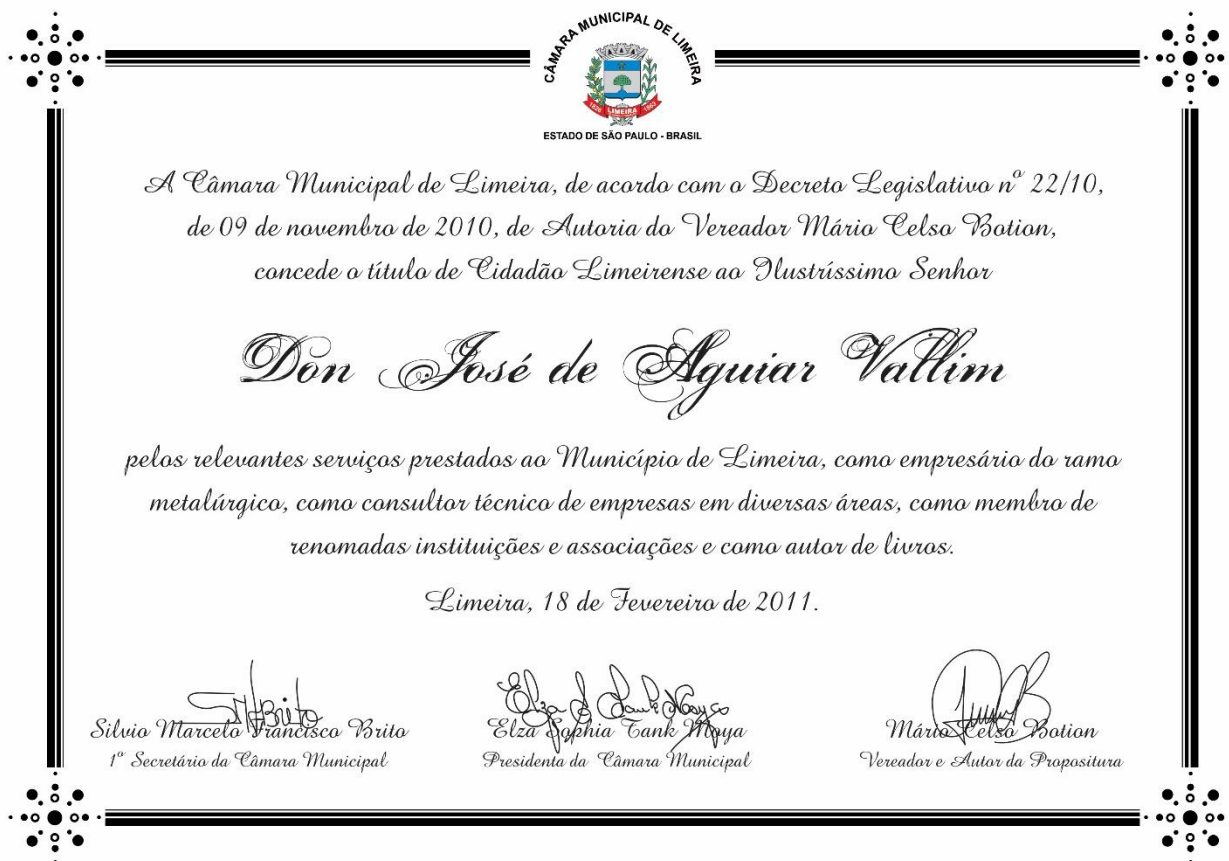 CÂMARA MUNICIPAL DE LIMEIRA
1826 LIMEIRA 1863
ESTADO DE SÃO PAULO - BRASIL
A Câmara Municipal de Limeira, de acordo com o Decreto Legislativo nº 22/10,
de 09 de novembro de 2010, de Autoria do Vereador Mário Celso Botion,
concede o título de Cidadão Limeirense ao Ilustríssimo Senhor
Don José de Aguiar Vallim
pelos relevantes serviços prestados ao Município de Limeira, como empresário do ramo
metalúrgico, como consultor técnico de empresas em diversas áreas, como membro de
renomadas instituições e associações e como autor de livros.
Limeira, 18 de Fevereiro de 2011.
Silvio Marcelo Francisco Brito
1º Secretário da Câmara Municipal
Elza Sophia Tank Moya
Presidenta da Câmara Municipal
Mário Celso Botion
Vereador e Autor da Propositura